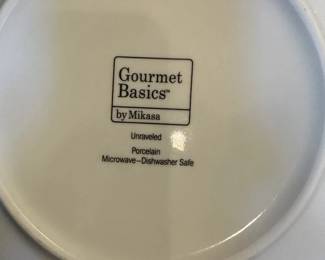 Gourmet
Basics™
by Mikasa
Unraveled
Porcelain
Microwave–Dishwasher Safe